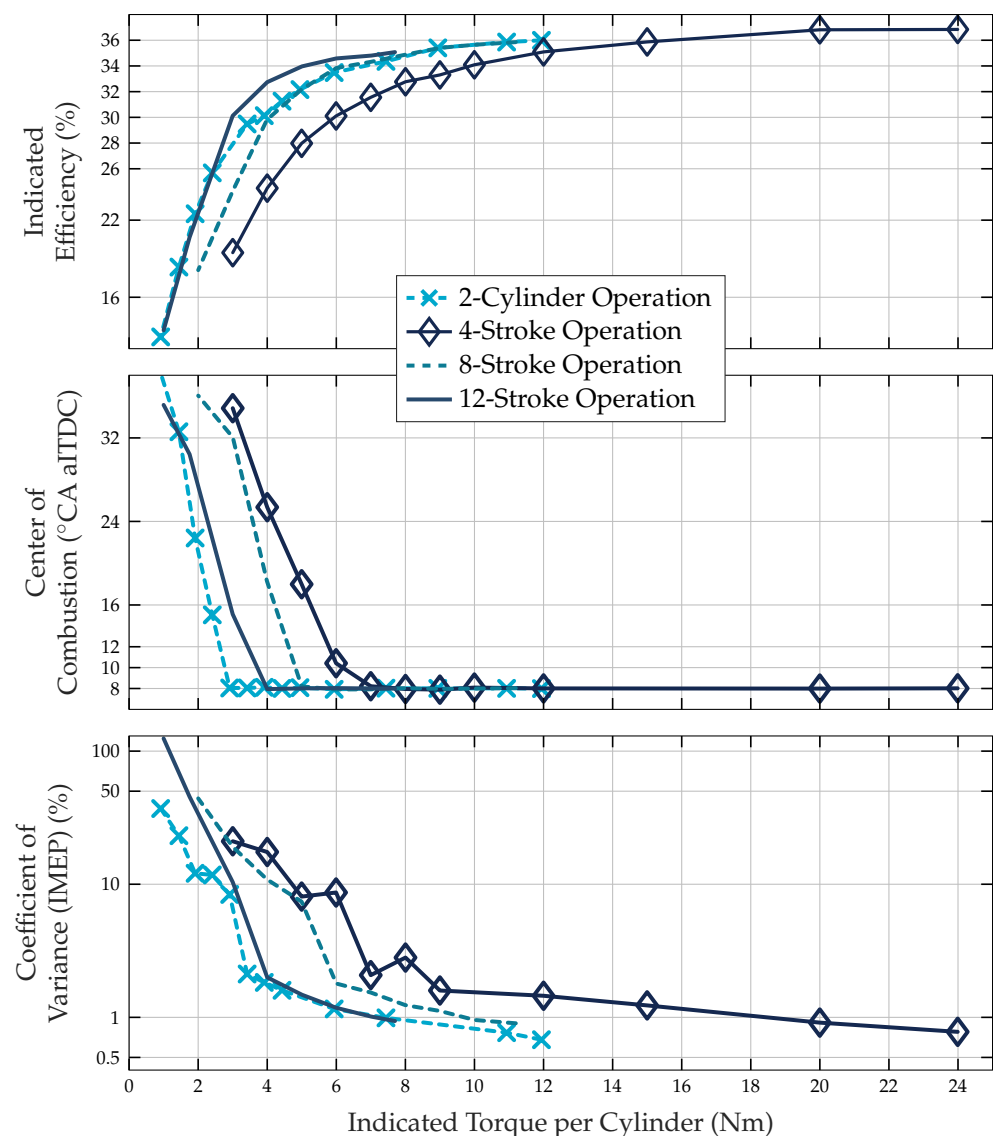 Indicated
Efficiency (%)
36
34
32
30
28
26
22
16
2-Cylinder Operation
4-Stroke Operation
8-Stroke Operation
12-Stroke Operation
Center of
Combustion (°CA aITDC)
32
24
16
12
10
8
Coefficient of
Variance (IMEP) (%)
100
50
10
1
0.5
0 2 4 6 8 10 12 14 16 18 20 22 24
Indicated Torque per Cylinder (Nm)